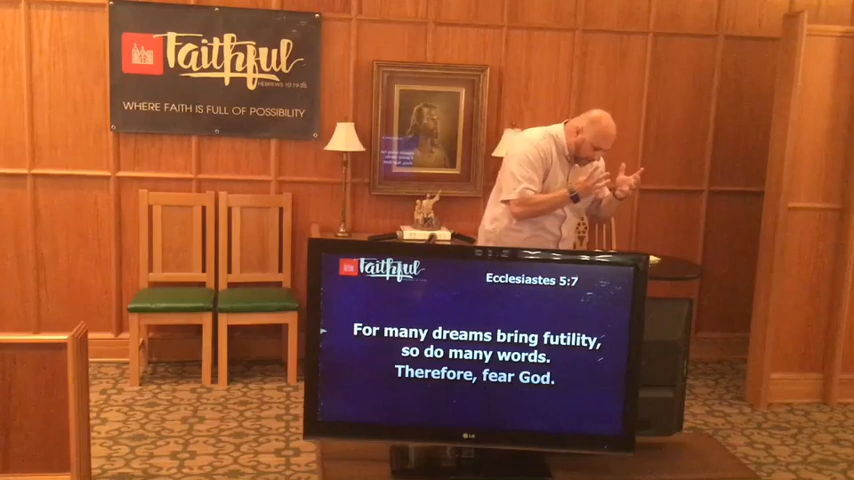 Faithful
HEBREWS 10:19-25
WHERE FAITH IS FULL OF POSSIBILITY
Faithful
Ecclesiastes 5:7
For many dreams bring futility,
so do many words.
Therefore, fear God.
LG